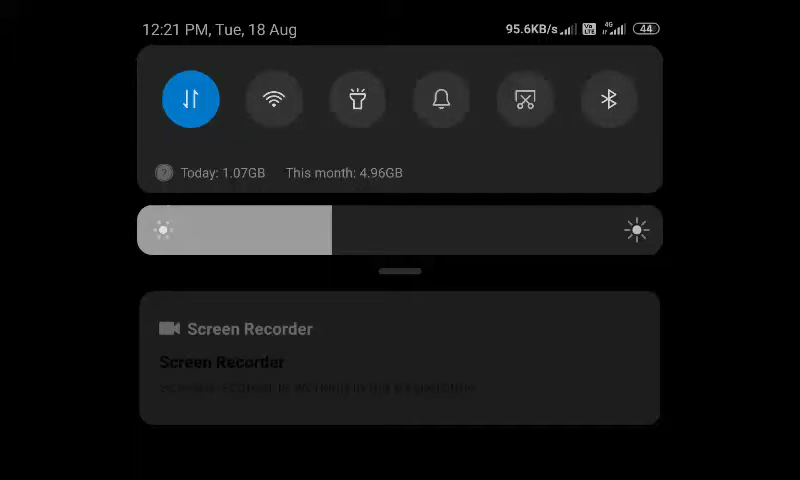 12:21 PM, Tue, 18 Aug 95.6KB/s 4G 44
Today: 1.07GB This month: 4.96GB
Screen Recorder
Screen Recorder